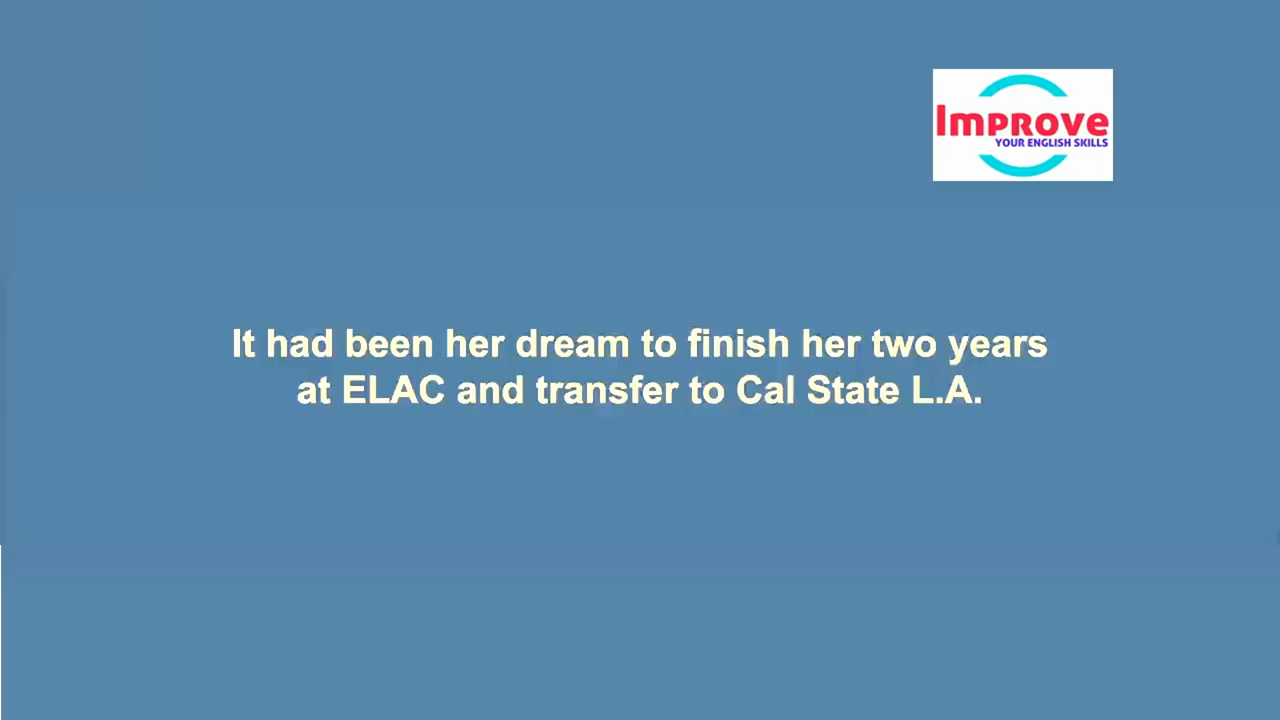 Improve
YOUR ENGLISH SKILLS
It had been her dream to finish her two years
at ELAC and transfer to Cal State L.A.